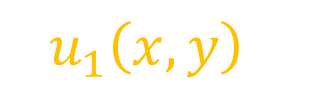 u₁(x, y)